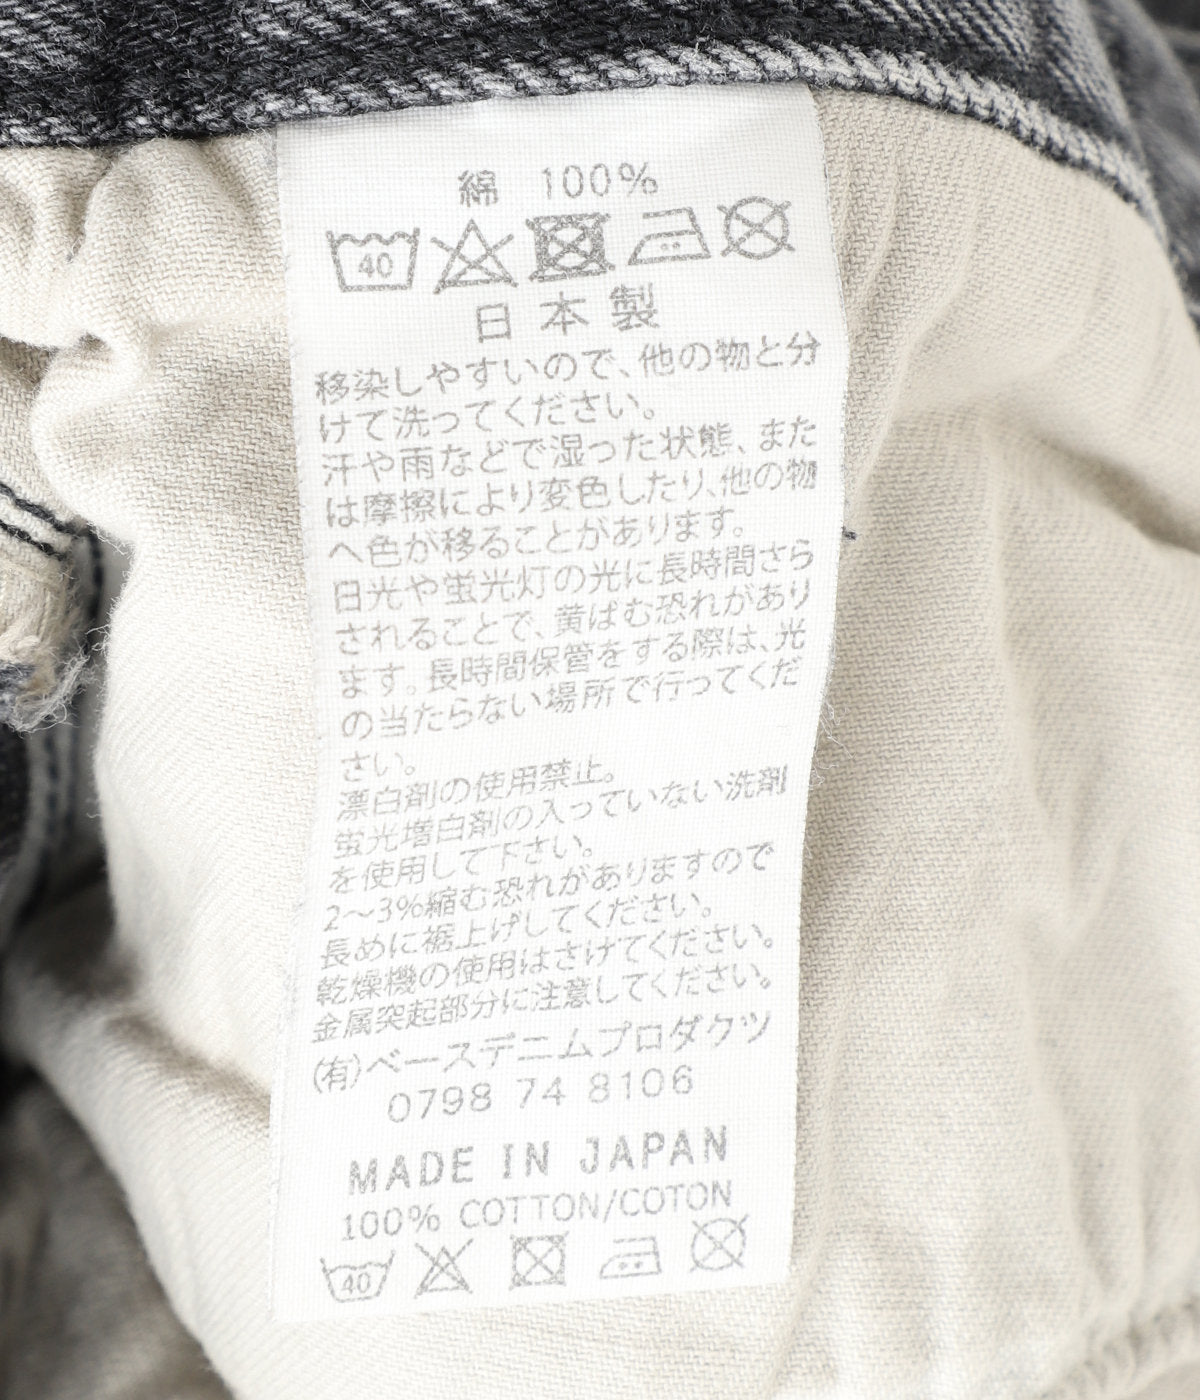 綿 100%
40
日本製
移染しやすいので、他の物と分
けて洗ってください。
汗や雨などで湿った状態、また
は摩擦により変色したり、他の物
へ色が移ることがあります。
日光や蛍光灯の光に長時間さら
されることで、黄ばむ恐れがあり
ます。長時間保管をする際は、光
の当たらない場所で行ってくだ
さい。
漂白剤の使用禁止。
蛍光増白剤の入っていない洗剤
を使用して下さい。
2～3%縮む恐れがありますので
長めに裾上げしてください。
乾燥機の使用はさけてください。
金属突起部分に注意してください。
(有)ベースデニムプロダクツ
0798 74 8106
MADE IN JAPAN
100% COTTON/COTON
40